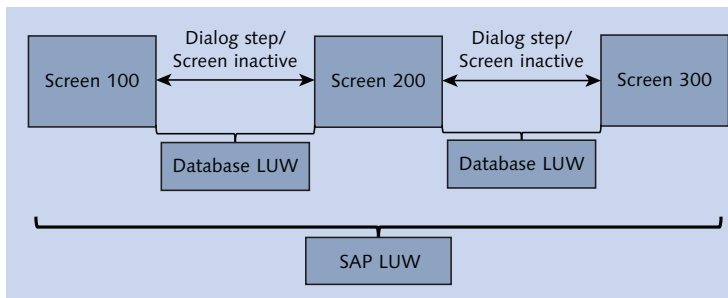 Dialog step/
Screen inactive
Dialog step/
Screen inactive
Screen 100
Screen 200
Screen 300
Database LUW
Database LUW
SAP LUW